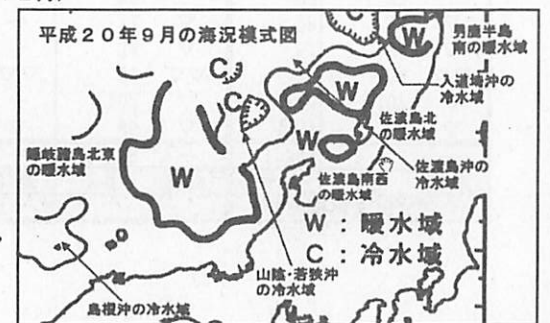 平成20年9月の海況模式図
C
W
男鹿半島
南の暖水域
C
入道埼沖の
冷水域
C
W
佐渡島北
の暖水域
隠岐諸島北東
の暖水域
W
W
佐渡島沖の
冷水域
佐渡島南西
の暖水域
W : 暖水域
C : 冷水域
山陰・若狭沖
の冷水域
島根沖の冷水域